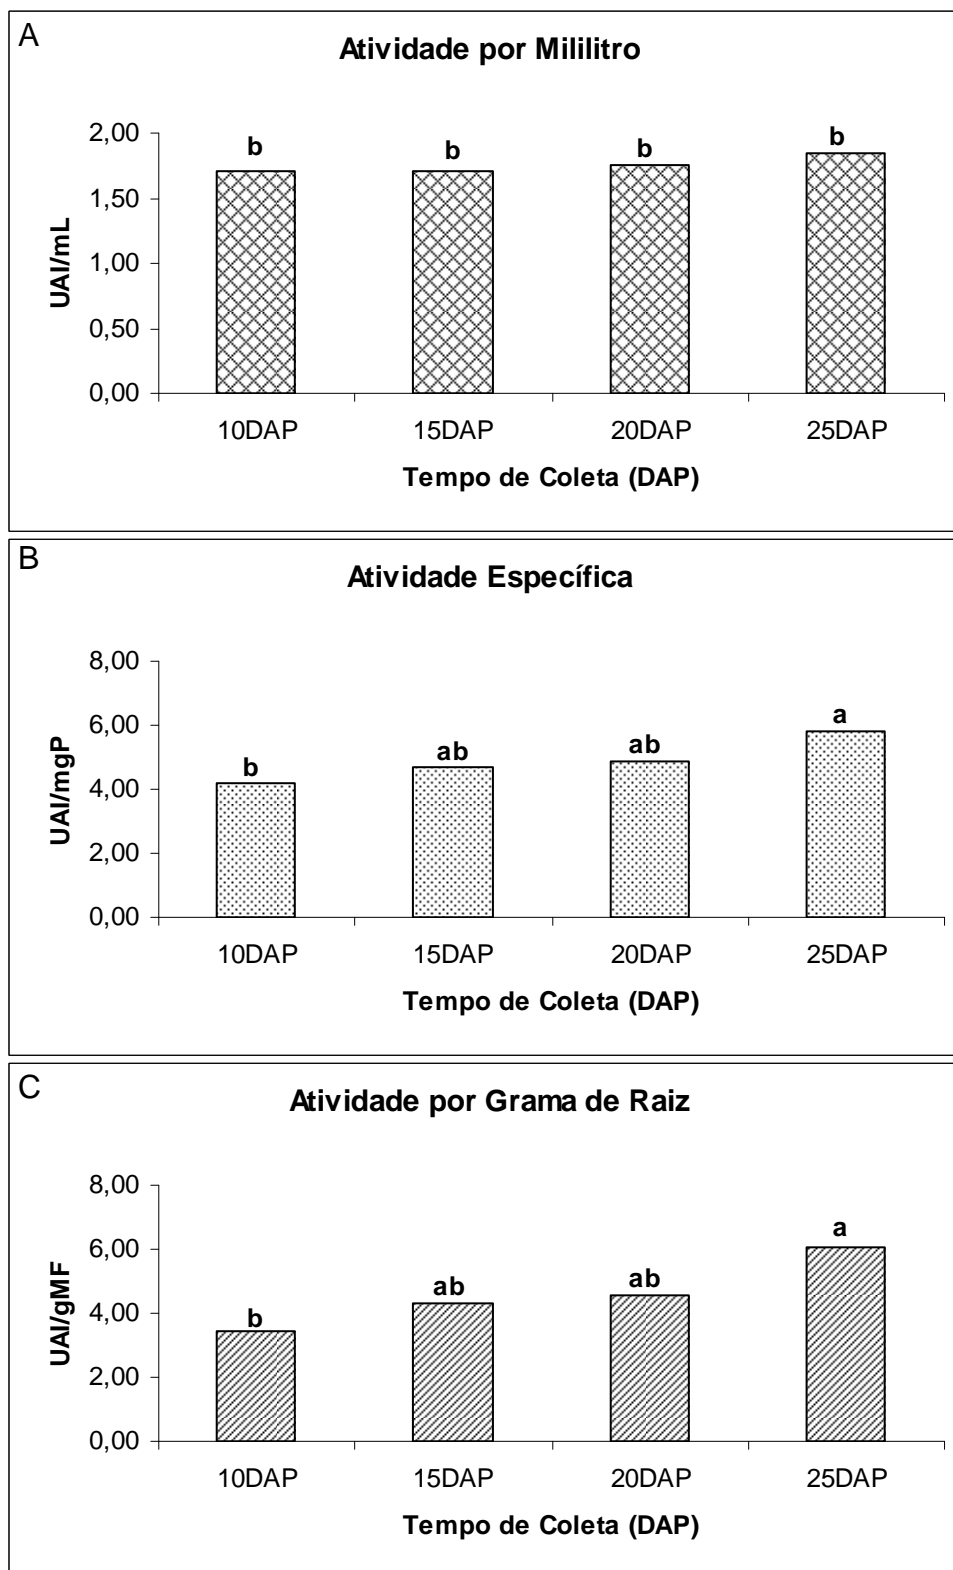 A
Atividade por Mililitro
UAI/mL
2,00
1,50
1,00
0,50
0,00
b b b b
10DAP 15DAP 20DAP 25DAP
Tempo de Coleta (DAP)
B
Atividade Específica
UAI/mgP
8,00
6,00
4,00
2,00
0,00
b ab ab a
10DAP 15DAP 20DAP 25DAP
Tempo de Coleta (DAP)
C
Atividade por Grama de Raiz
UAI/gMF
8,00
6,00
4,00
2,00
0,00
b ab ab a
10DAP 15DAP 20DAP 25DAP
Tempo de Coleta (DAP)